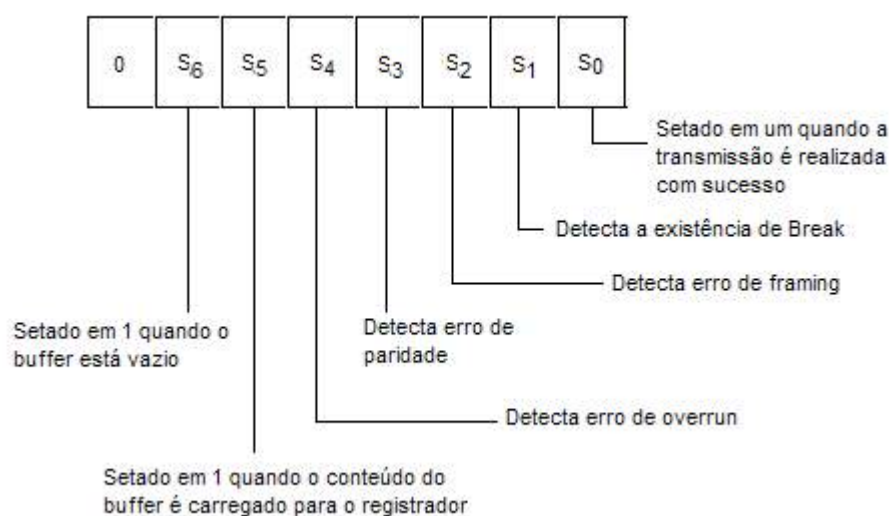 0 S6 S5 S4 S3 S2 S1 S0
Setado em um quando a
transmissão é realizada
com sucesso
Detecta a existência de Break
Detecta erro de framing
Setado em 1 quando o
buffer está vazio
Detecta erro de
paridade
Detecta erro de overrun
Setado em 1 quando o conteúdo do
buffer é carregado para o registrador